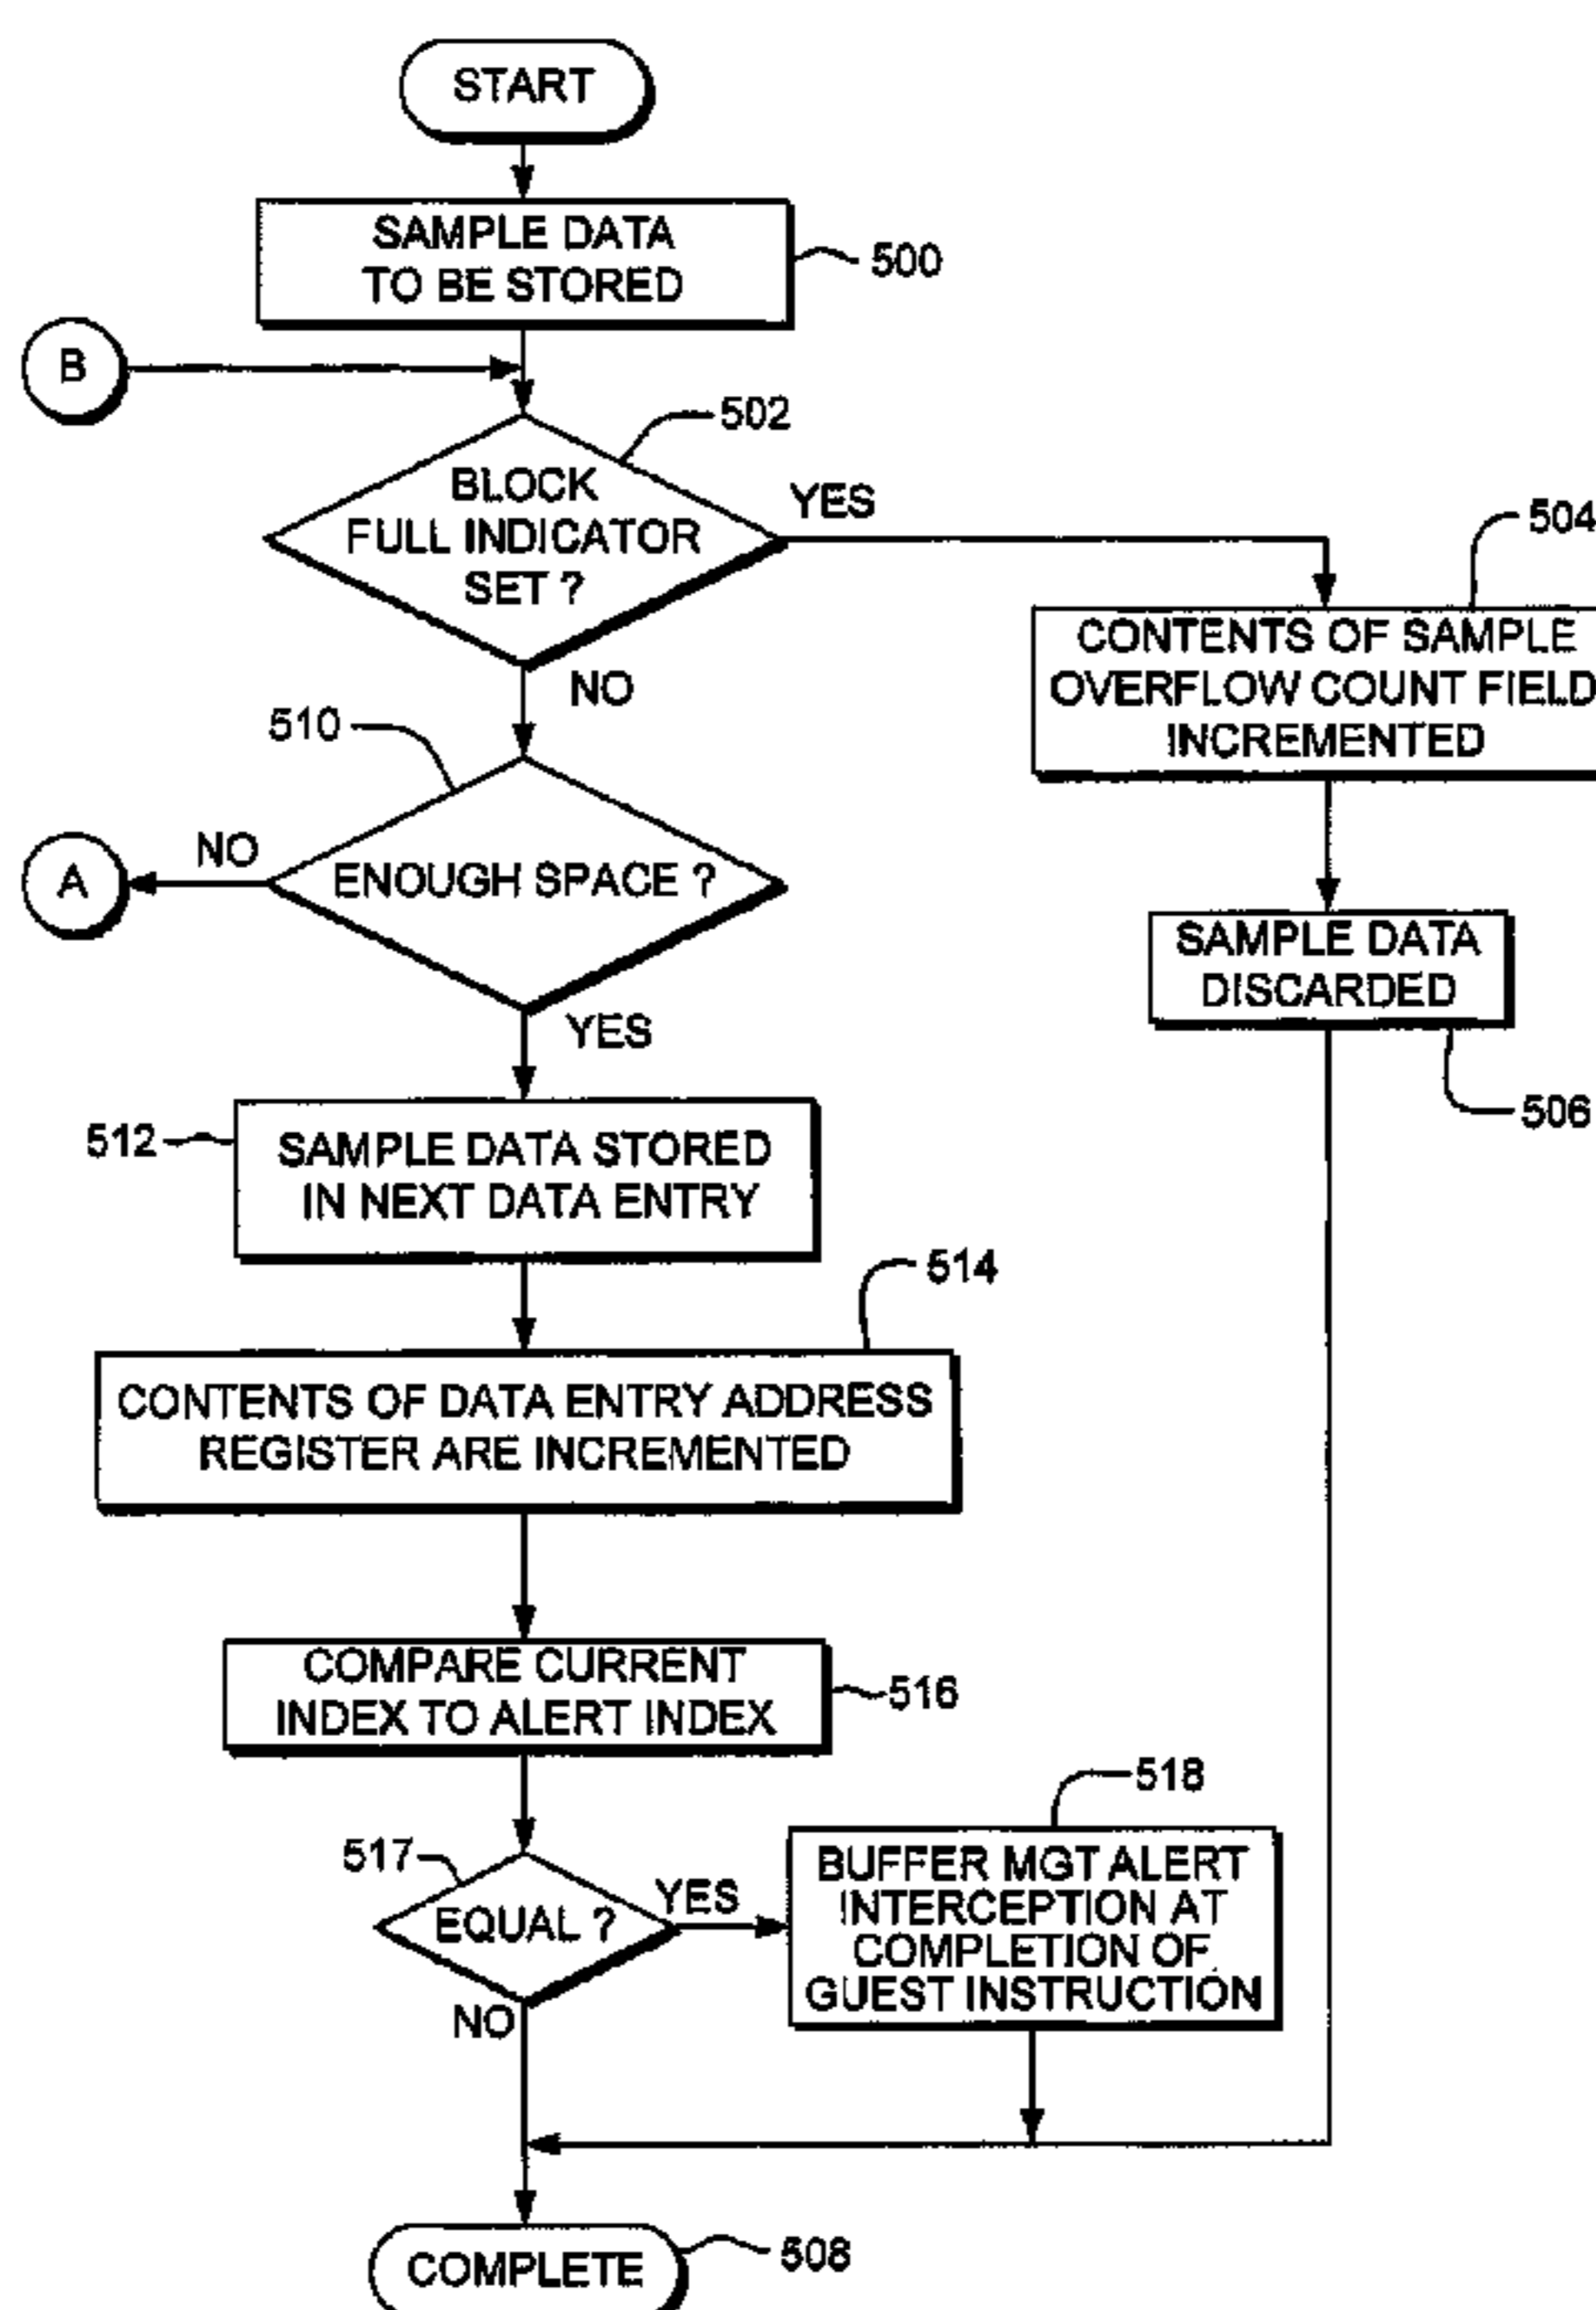 START
SAMPLE DATA
TO BE STORED
500
B
502
BLOCK
FULL INDICATOR
SET ?
YES
504
CONTENTS OF SAMPLE
OVERFLOW COUNT FIELD
INCREMENTED
NO
510
NO
A
ENOUGH SPACE ?
SAMPLE DATA
DISCARDED
YES
506
512
SAMPLE DATA STORED
IN NEXT DATA ENTRY
514
CONTENTS OF DATA ENTRY ADDRESS
REGISTER ARE INCREMENTED
COMPARE CURRENT
INDEX TO ALERT INDEX
516
518
517
EQUAL ?
YES
BUFFER MGT ALERT
INTERCEPTION AT
COMPLETION OF
GUEST INSTRUCTION
NO
COMPLETE
508